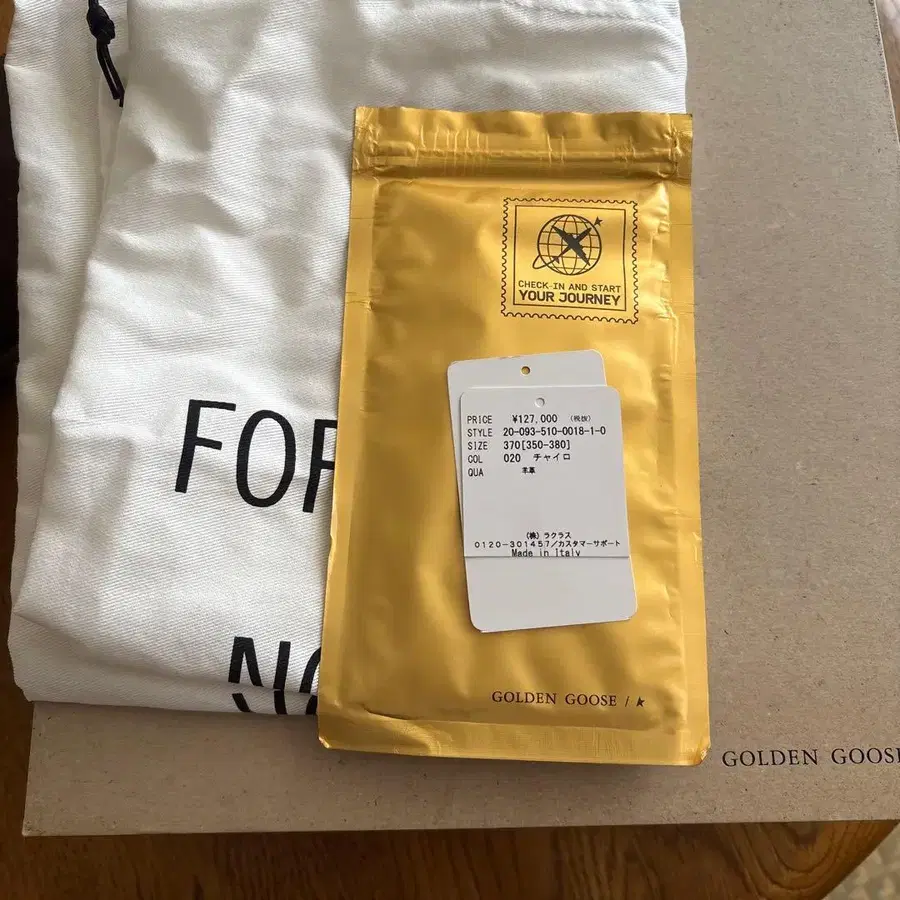 FOR
NO
CHECK-IN AND START
YOUR JOURNEY
PRICE ¥127,000 (税抜)
STYLE 20-093-510-0018-1-0
SIZE 370[350-380]
COL 020 チャイロ
QUA 羊革
(株) ラクラス
0120-301457/カスタマーサポート
Made in Italy
GOLDEN GOOSE /
GOLDEN GOOSE